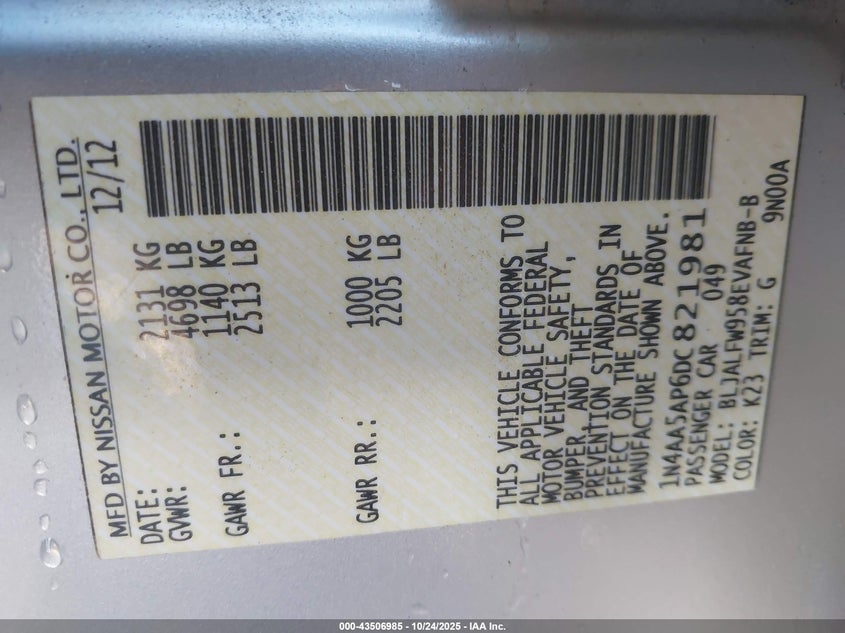 MFD BY NISSAN MOTOR CO., LTD.
DATE: 12/12
GVWR: 2131 KG
4698 LB
GAWR FR.: 1140 KG
2513 LB
GAWR RR.: 1000 KG
2205 LB
THIS VEHICLE CONFORMS TO
ALL APPLICABLE FEDERAL
MOTOR VEHICLE SAFETY,
BUMPER, AND THEFT
PREVENTION STANDARDS IN
EFFECT ON THE DATE OF
MANUFACTURE SHOWN ABOVE.
1N4AA5AP6DC821981
PASSENGER CAR 049
MODEL: BLJALFW958EVAFNB-B
COLOR: K23 TRIM: G 9N00A
000-43506985 - 10/24/2025 - IAA Inc.